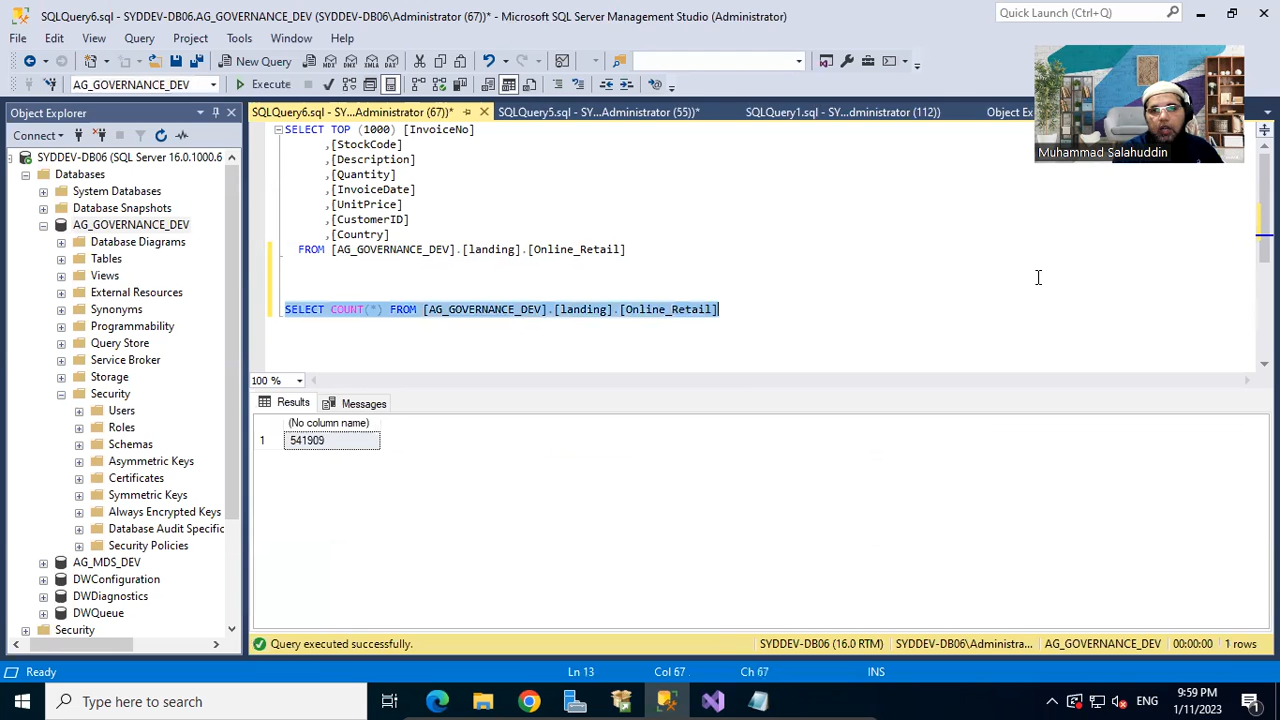 SQLQuery6.sql - SYDDEV-DB06.AG_GOVERNANCE_DEV (SYDDEV-DB06\Administrator (67))* - Microsoft SQL Server Management Studio (Administrator)
Quick Launch (Ctrl+Q)
File Edit View Query Project Tools Window Help
New Query
MDX DMX XMLA DAX
AG_GOVERNANCE_DEV
Execute
Object Explorer
SQLQuery6.sql - SY...Administrator (67))*
SQLQuery5.sql - SY...Administrator (55))*
SQLQuery1.sql - SY...dministrator (112))
Object Ex
Muhammad Salahuddin
Connect
SYDDEV-DB06 (SQL Server 16.0.1000.6
Databases
System Databases
Database Snapshots
AG_GOVERNANCE_DEV
Database Diagrams
Tables
Views
External Resources
Synonyms
Programmability
Query Store
Service Broker
Storage
Security
Users
Roles
Schemas
Asymmetric Keys
Certificates
Symmetric Keys
Always Encrypted Keys
Database Audit Specific
Security Policies
AG_MDS_DEV
DWConfiguration
DWDiagnostics
DWQueue
Security
SELECT TOP (1000) [InvoiceNo]
,[StockCode]
,[Description]
,[Quantity]
,[InvoiceDate]
,[UnitPrice]
,[CustomerID]
,[Country]
FROM [AG_GOVERNANCE_DEV].[landing].[Online_Retail]
SELECT COUNT(*) FROM [AG_GOVERNANCE_DEV].[landing].[Online_Retail]
100 %
Results Messages
(No column name)
1 541909
Query executed successfully.
SYDDEV-DB06 (16.0 RTM)
SYDDEV-DB06\Administra...
AG_GOVERNANCE_DEV
00:00:00
1 rows
Ready
Ln 13
Col 67
Ch 67
INS
Type here to search
ENG
9:59 PM
1/11/2023
1